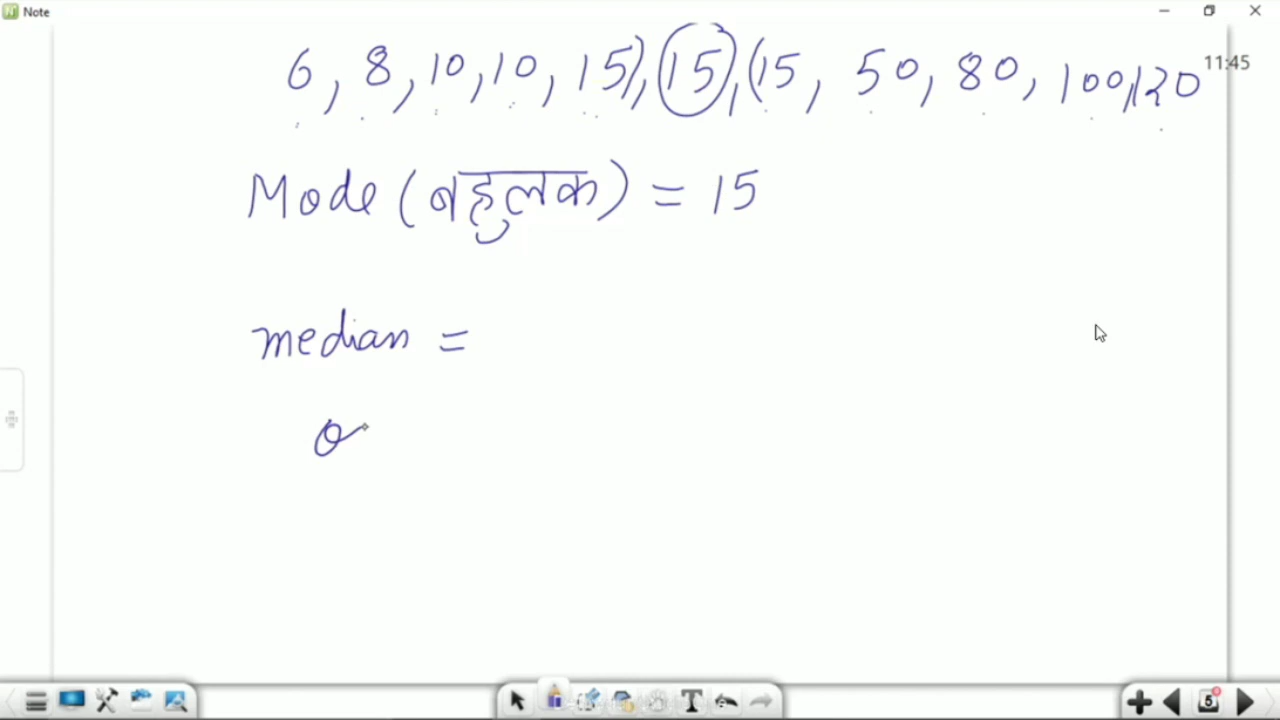 Note
11:45
6, 8, 10, 10, 15), (15), (15, 50, 80, 100, 120
Mode (बहुलक) = 15
median =
5
T